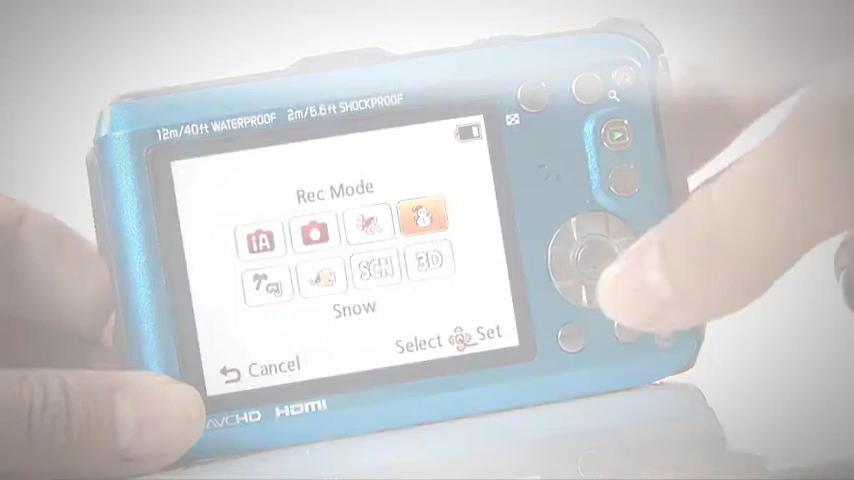 12m/40ft WATERPROOF 2m/6.6ft SHOCKPROOF
Rec Mode
iA
SCN 3D
Snow
Cancel Select Set
AVCHD HDMI